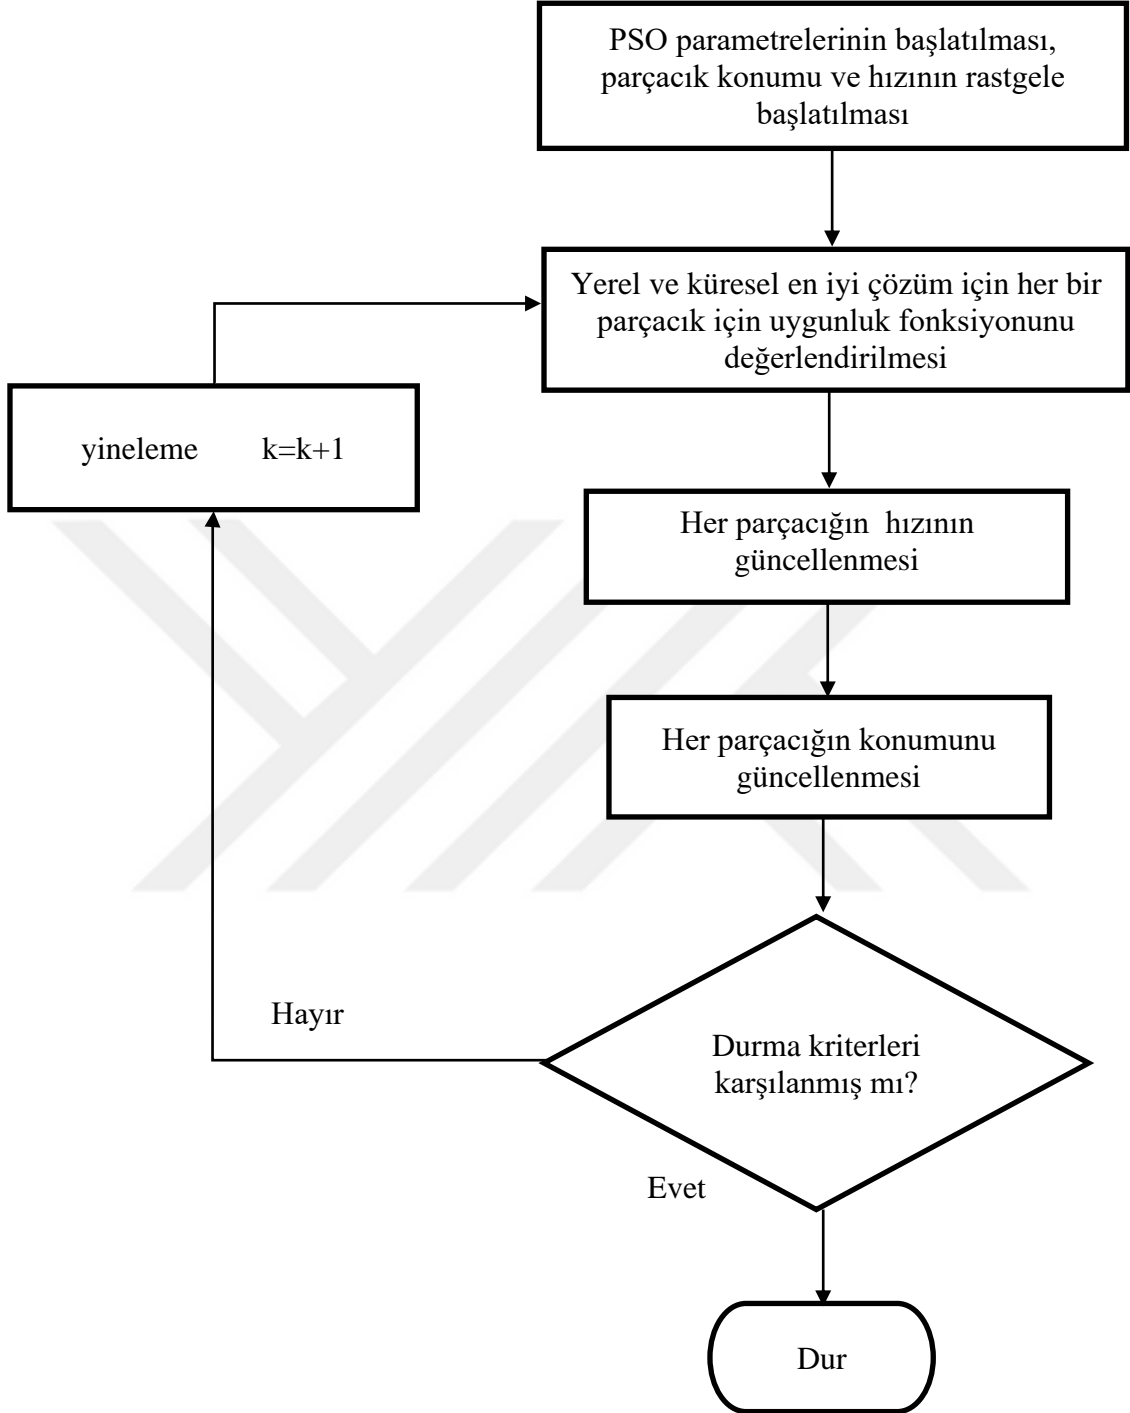 PSO parametrelerinin başlatılması,
parçacık konumu ve hızının rastgele
başlatılması
Yerel ve küresel en iyi çözüm için her bir
parçacık için uygunluk fonksiyonunu
değerlendirilmesi
yineleme k=k+1
Her parçacığın hızının
güncellenmesi
Her parçacığın konumunu
güncellenmesi
Hayır
Durma kriterleri
karşılanmış mı?
Evet
Dur